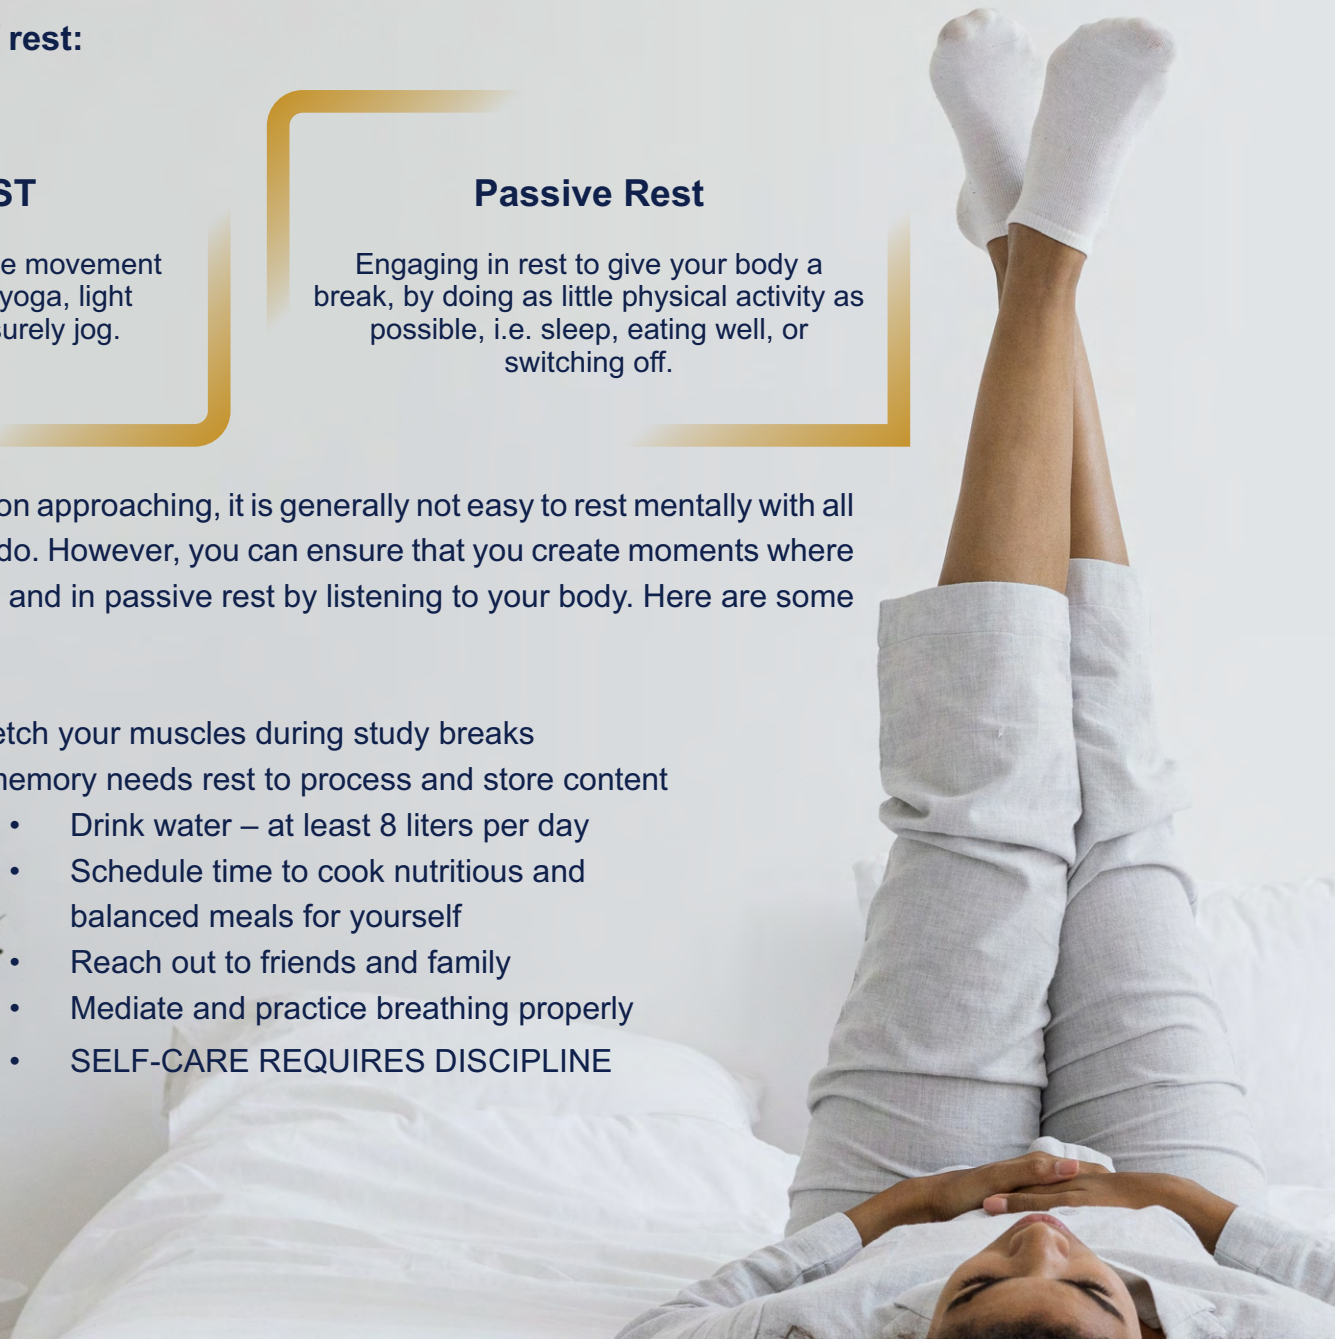 rest:
ST
Passive Rest
e movement
yoga, light
surely jog.
Engaging in rest to give your body a
break, by doing as little physical activity as
possible, i.e. sleep, eating well, or
switching off.
on approaching, it is generally not easy to rest mentally with all
do. However, you can ensure that you create moments where
and in passive rest by listening to your body. Here are some
etch your muscles during study breaks
memory needs rest to process and store content
• Drink water – at least 8 liters per day
• Schedule time to cook nutritious and
balanced meals for yourself
• Reach out to friends and family
• Mediate and practice breathing properly
• SELF-CARE REQUIRES DISCIPLINE